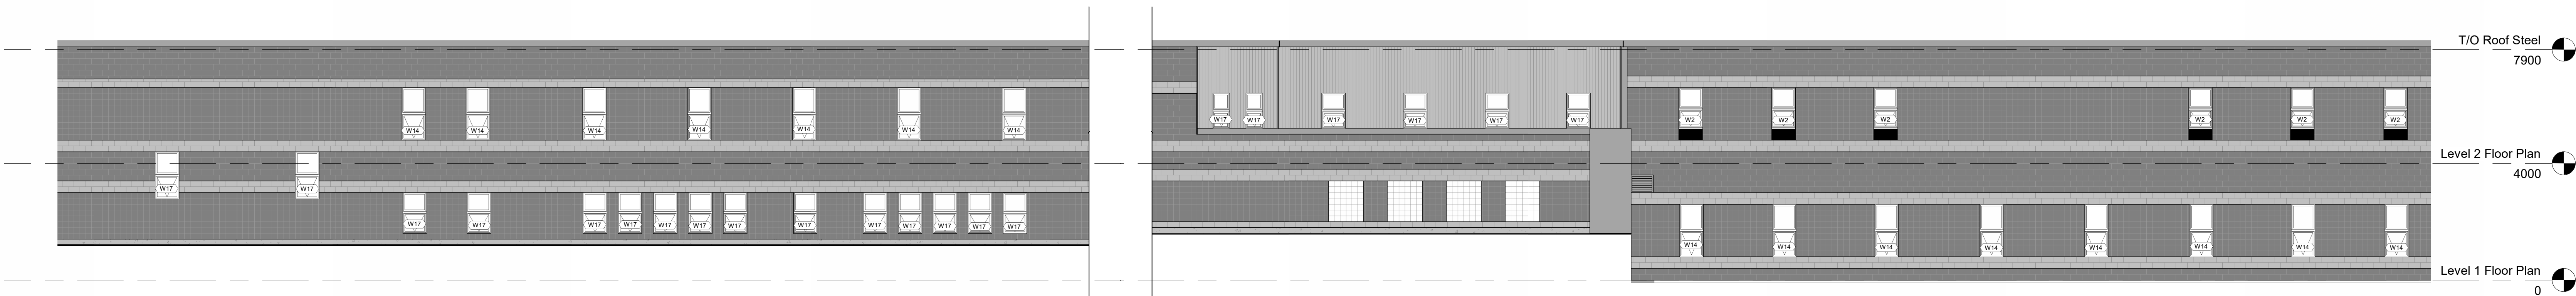 T/O Roof Steel
7900
W14 W14 W14 W14 W14 W14 W14
W17 W17 W17 W17 W17 W17
W2 W2 W2 W2 W2 W2
Level 2 Floor Plan
4000
W17 W17
W17 W17 W17 W17 W17 W17 W17 W17 W17 W17 W17 W17 W17
W14 W14 W14 W14 W14 W14 W14 W14
Level 1 Floor Plan
0